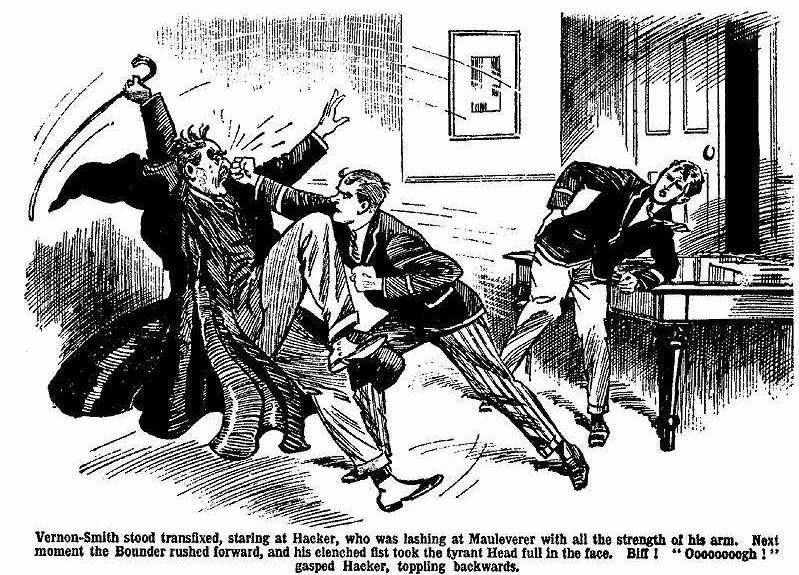 Vernon-Smith stood transfixed, staring at Hacker, who was lashing at Mauleverer with all the strength of his arm. Next
moment the Bounder rushed forward, and his clenched fist took the tyrant Head full in the face. Biff! "Oooooooogh!"
gasped Hacker, toppling backwards.